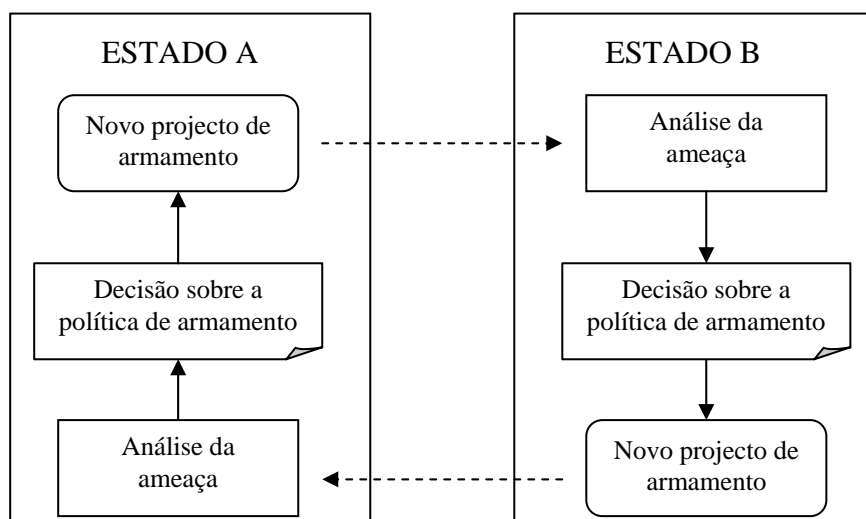 ESTADO A
Novo projecto de
armamento
Decisão sobre a
política de armamento
Análise da
ameaça
ESTADO B
Análise da
ameaça
Decisão sobre a
política de armamento
Novo projecto de
armamento